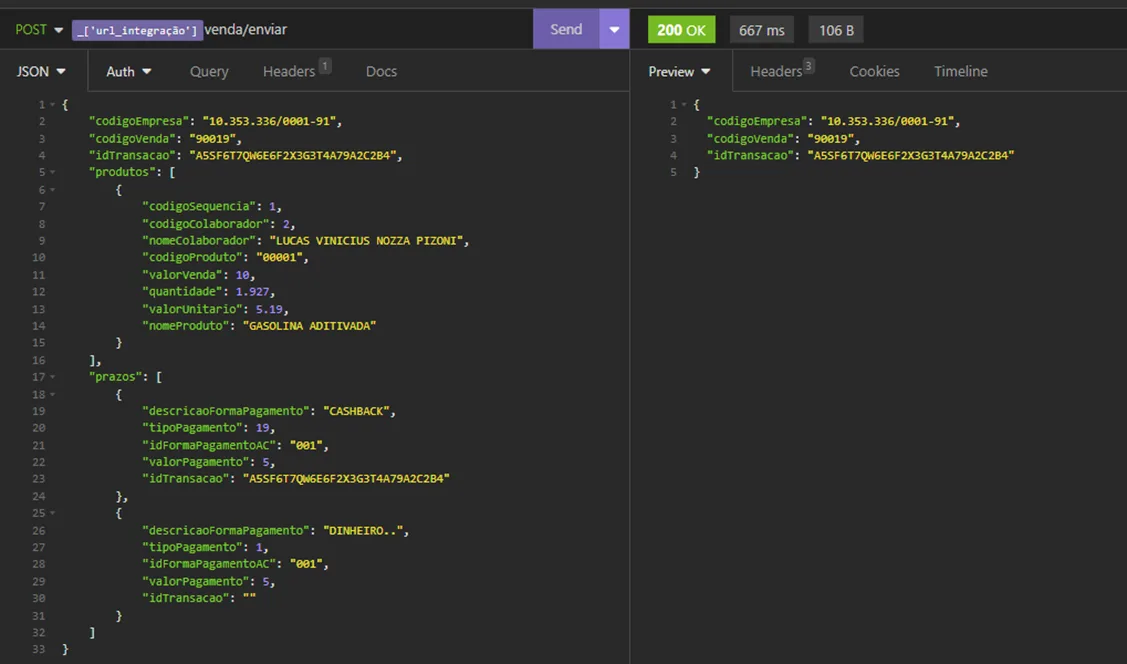 POST _['url_integração'] venda/enviar Send 200 OK 667 ms 106 B
JSON Auth Query Headers 1 Docs Preview Headers 3 Cookies Timeline
1 {
2 "codigoEmpresa": "10.353.336/0001-91",
3 "codigoVenda": "90019",
4 "idTransacao": "A5SF6T7QW6E6F2X3G3T4A79A2C2B4",
5 "produtos": [
6 {
7 "codigoSequencia": 1,
8 "codigoColaborador": 2,
9 "nomeColaborador": "LUCAS VINICIUS NOZZA PIZONI",
10 "codigoProduto": "00001",
11 "valorVenda": 10,
12 "quantidade": 1.927,
13 "valorUnitario": 5.19,
14 "nomeProduto": "GASOLINA ADITIVADA"
15 }
16 ],
17 "prazos": [
18 {
19 "descricaoFormaPagamento": "CASHBACK",
20 "tipoPagamento": 19,
21 "idFormaPagamentoAC": "001",
22 "valorPagamento": 5,
23 "idTransacao": "A5SF6T7QW6E6F2X3G3T4A79A2C2B4"
24 },
25 {
26 "descricaoFormaPagamento": "DINHEIRO..",
27 "tipoPagamento": 1,
28 "idFormaPagamentoAC": "001",
29 "valorPagamento": 5,
30 "idTransacao": ""
31 }
32 ]
33 }
1 {
2 "codigoEmpresa": "10.353.336/0001-91",
3 "codigoVenda": "90019",
4 "idTransacao": "A5SF6T7QW6E6F2X3G3T4A79A2C2B4"
5 }